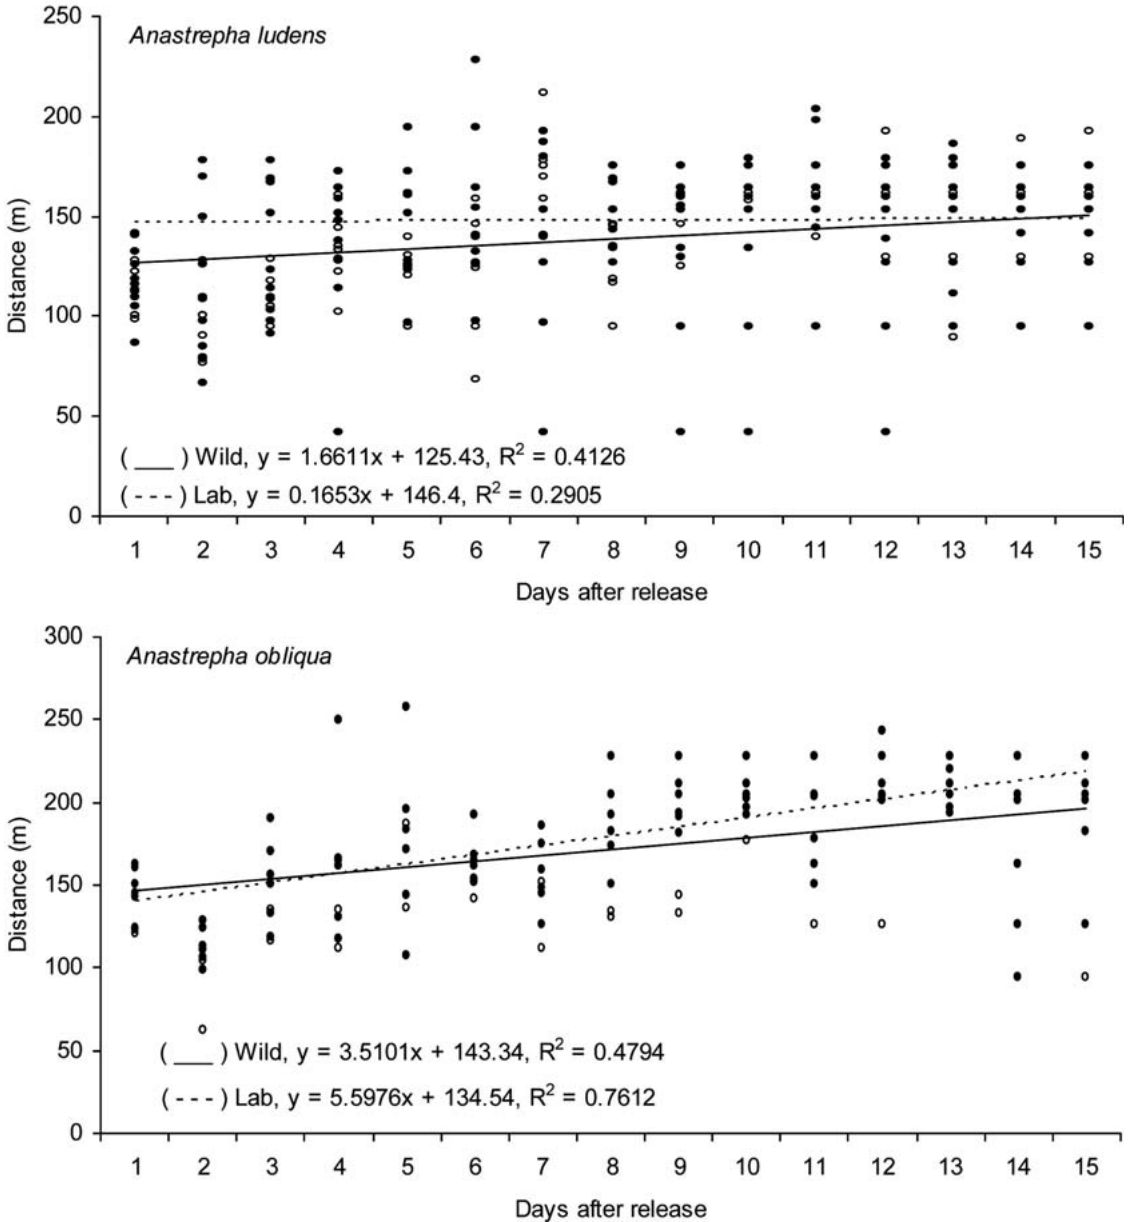 250
Anastrepha ludens
200
150
100
50
0
Distance (m)
( ___ ) Wild, y = 1.6611x + 125.43, R² = 0.4126
( - - - ) Lab, y = 0.1653x + 146.4, R² = 0.2905
1 2 3 4 5 6 7 8 9 10 11 12 13 14 15
Days after release
300
Anastrepha obliqua
250
200
150
100
50
0
Distance (m)
( ___ ) Wild, y = 3.5101x + 143.34, R² = 0.4794
( - - - ) Lab, y = 5.5976x + 134.54, R² = 0.7612
1 2 3 4 5 6 7 8 9 10 11 12 13 14 15
Days after release